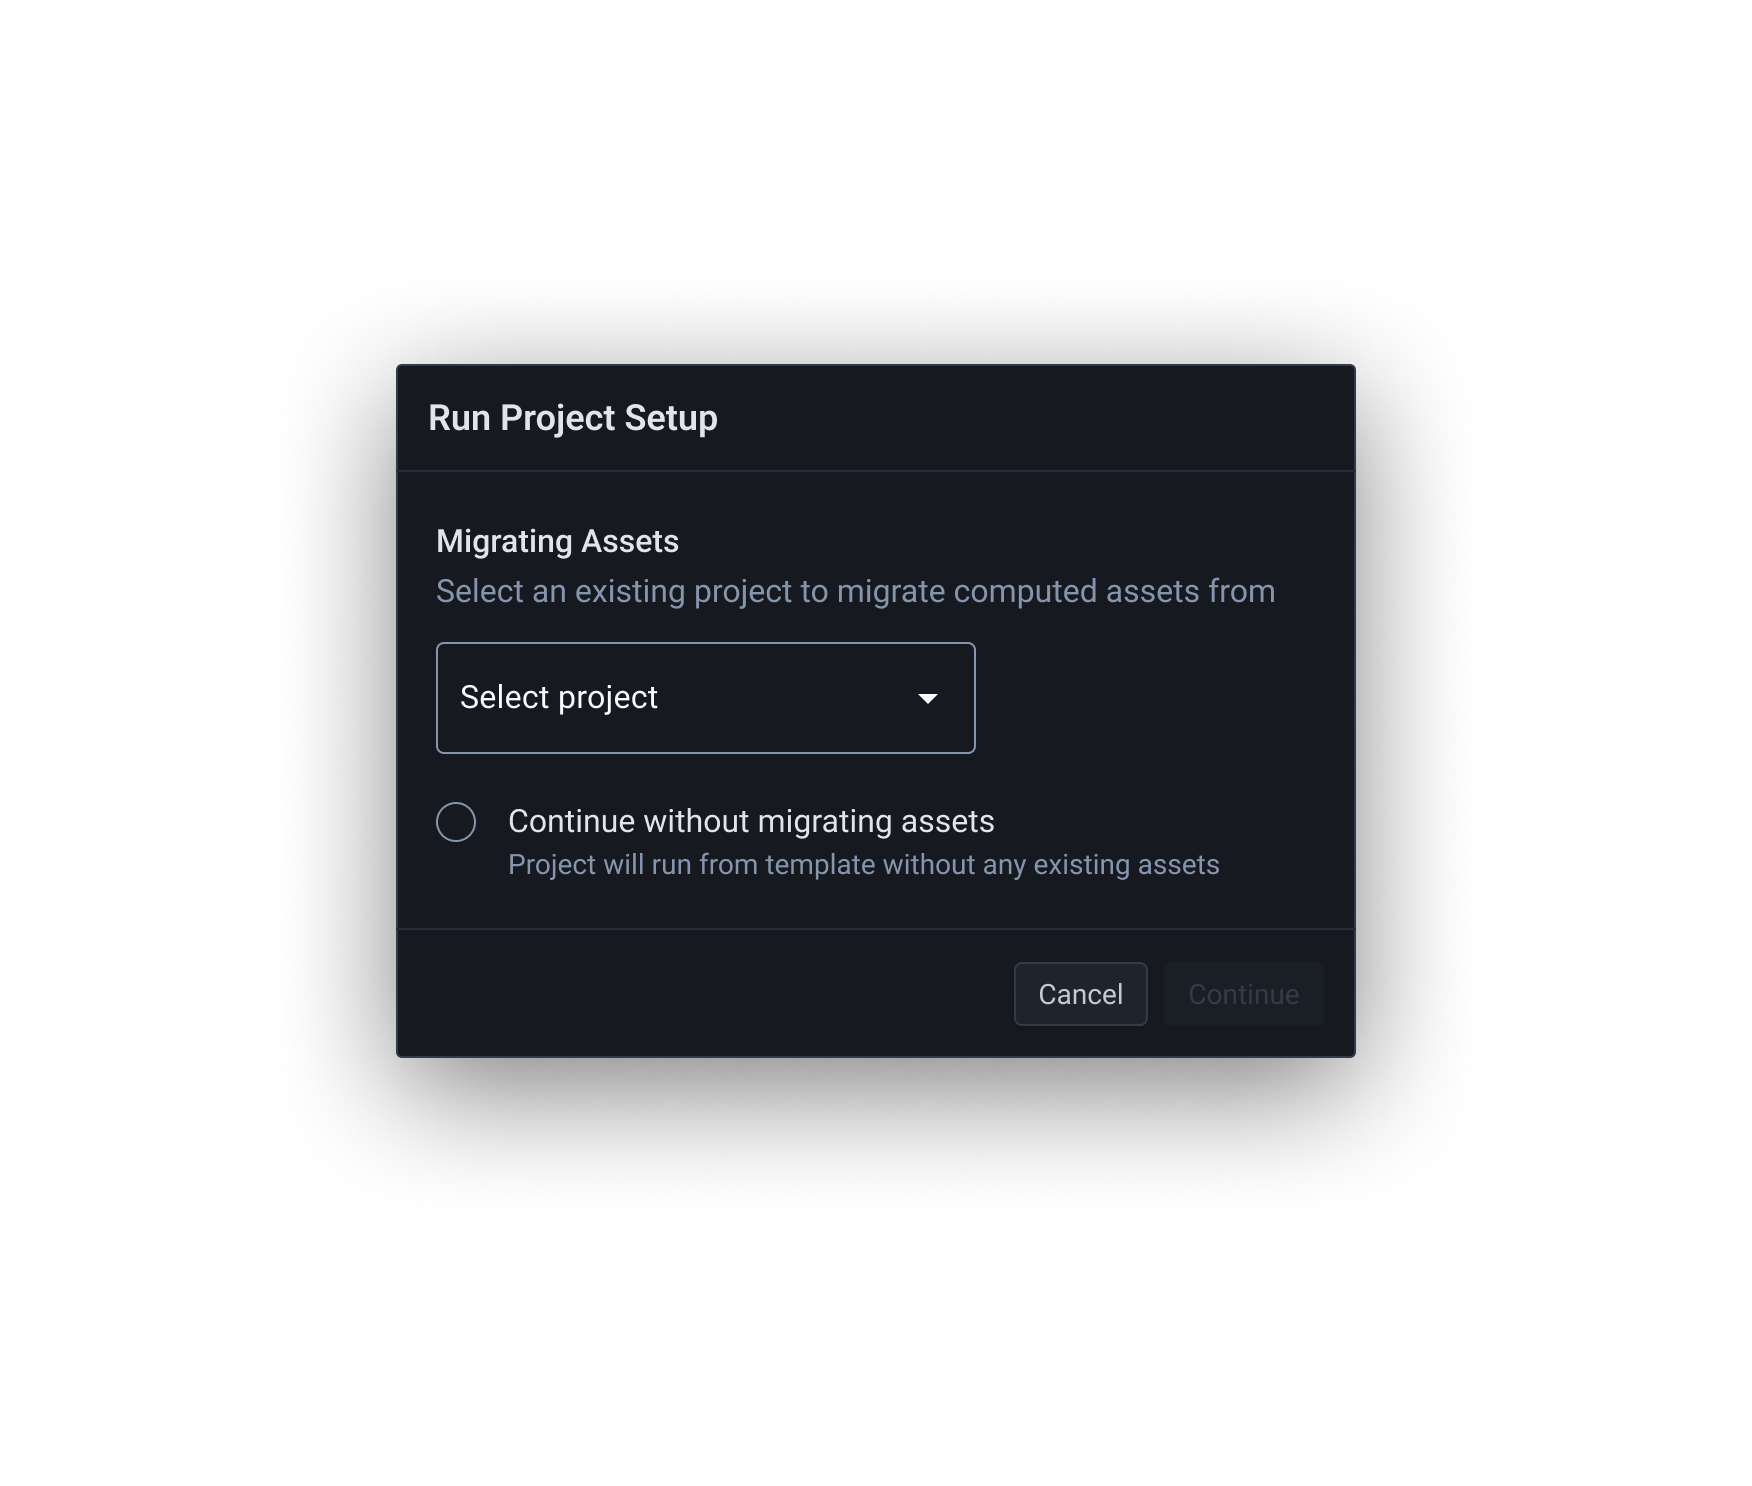 Run Project Setup
Migrating Assets
Select an existing project to migrate computed assets from
Select project
Continue without migrating assets
Project will run from template without any existing assets
Cancel Continue